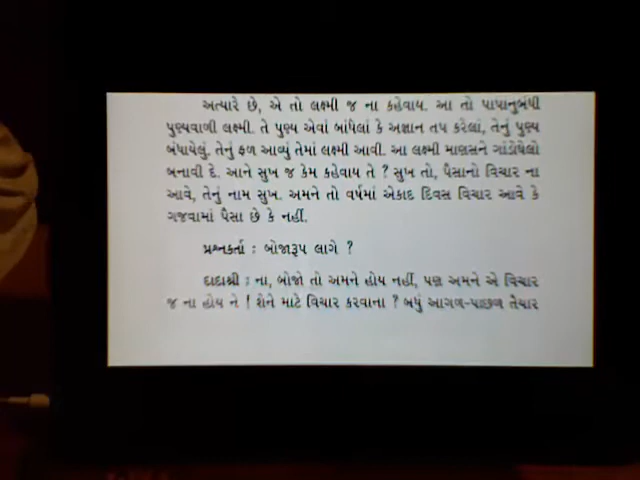 અત્યારે છે, એ તો લક્ષ્મી જ ના કહેવાય. આ તો પાપાનુબંધી
પુણ્યવાળી લક્ષ્મી. તે પુણ્ય એવાં બાંધેલાં કે અજ્ઞાન તપ કરેલાં, તેનું પુણ્ય
બંધાયેલું. તેનું ફળ આવ્યું તેમાં લક્ષ્મી આવી. આ લક્ષ્મી માણસને ગાંડોઘેલો
બનાવી દે. આને સુખ જ કેમ કહેવાય તે ? સુખ તો, પૈસાનો વિચાર ના
આવે, તેનું નામ સુખ. અમને તો વર્ષમાં એકાદ દિવસ વિચાર આવે કે
ગજવામાં પૈસા છે કે નહીં.
પ્રશ્નકર્તા : બોજારૂપ લાગે ?
દાદાશ્રી : ના, બોજો તો અમને હોય નહીં, પણ અમને એ વિચાર
જ ના હોય ને ! શેને માટે વિચાર કરવાના ? બધું આગળ-પાછળ તૈયાર